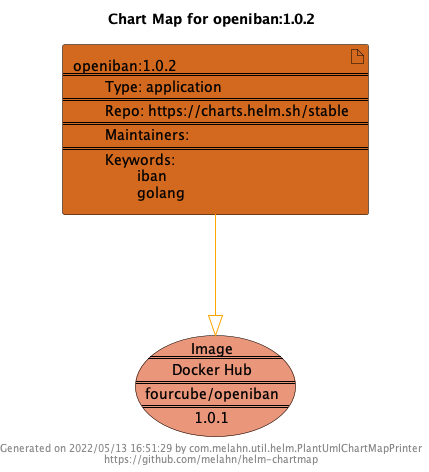 Chart Map for openiban:1.0.2
openiban:1.0.2
Type: application
Repo: https://charts.helm.sh/stable
Maintainers:
Keywords:
iban
golang
Image
Docker Hub
fourcube/openiban
1.0.1
Generated on 2022/05/13 16:51:29 by com.melahn.util.helm.PlantUmlChartMapPrinter
https://github.com/melahn/helm-chartmap